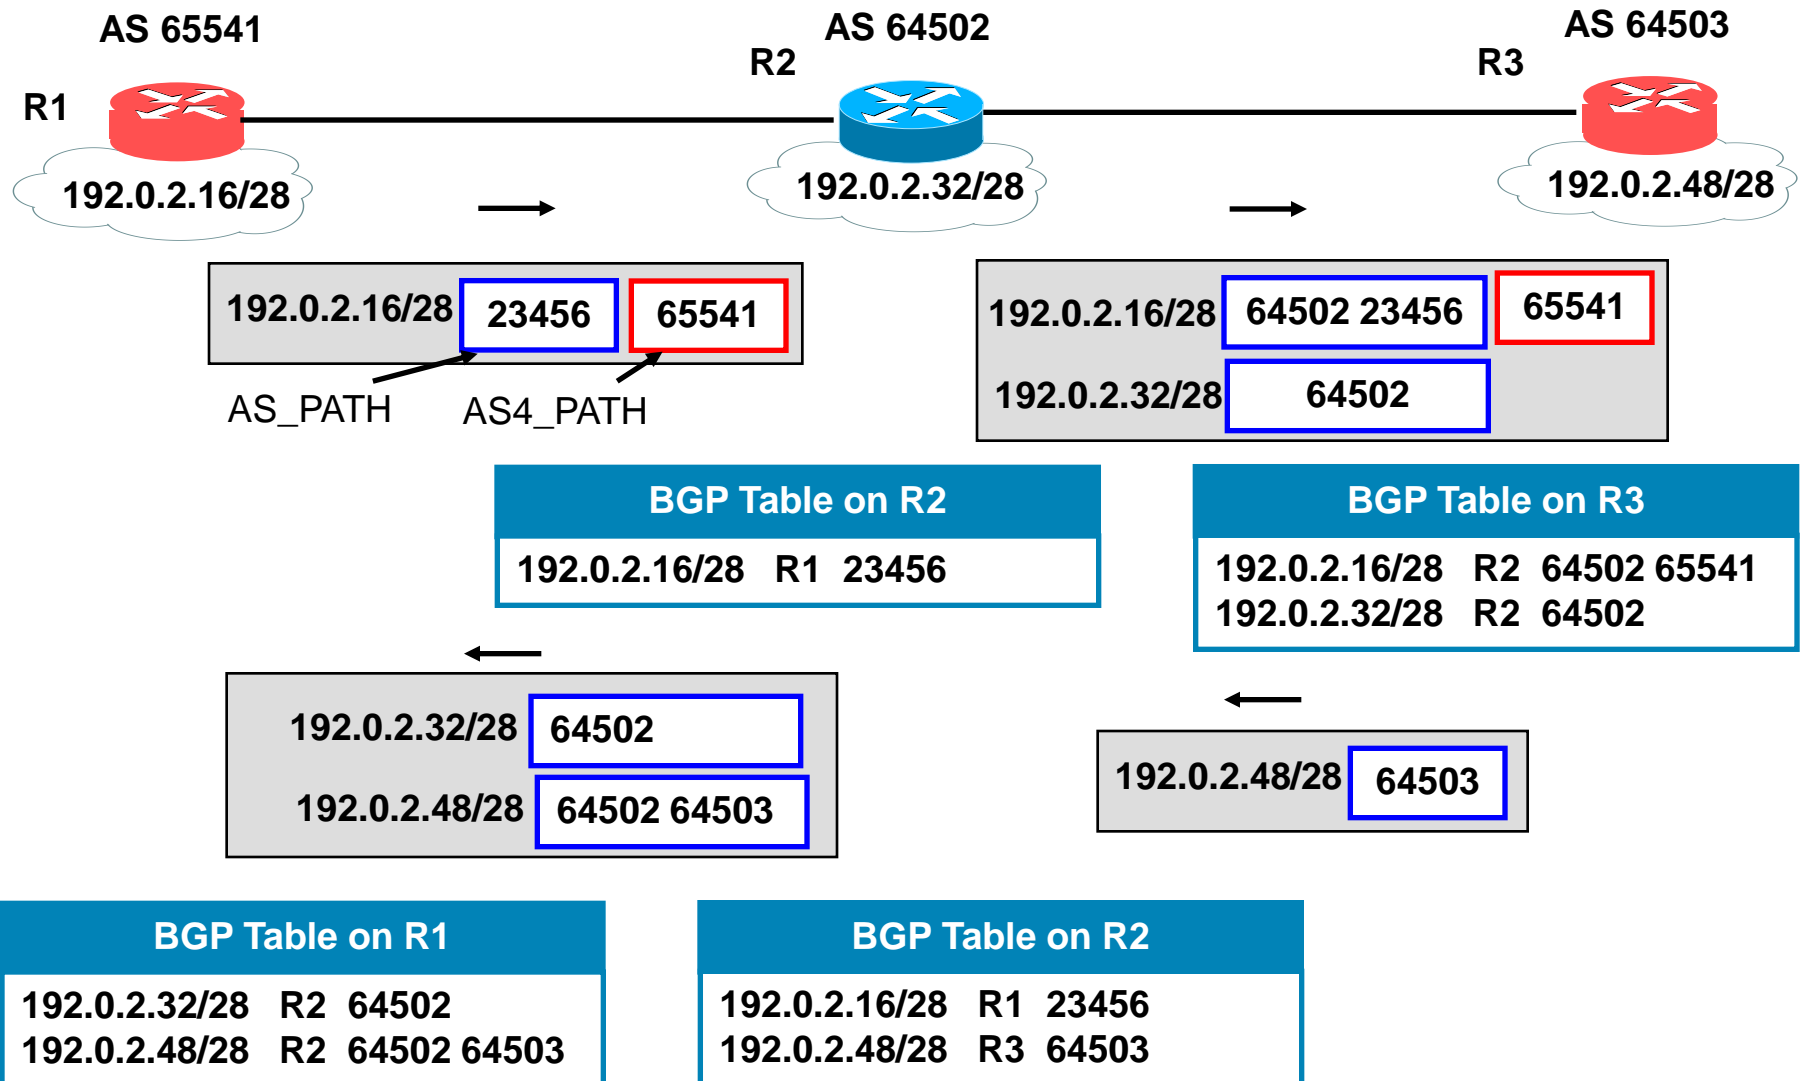 AS 65541
AS 64502
AS 64503
R1
R2
R3
192.0.2.16/28
192.0.2.32/28
192.0.2.48/28
192.0.2.16/28 23456 65541
AS_PATH AS4_PATH
192.0.2.16/28 64502 23456 65541
192.0.2.32/28 64502
BGP Table on R2
192.0.2.16/28 R1 23456
BGP Table on R3
192.0.2.16/28 R2 64502 65541
192.0.2.32/28 R2 64502
192.0.2.32/28 64502
192.0.2.48/28 64502 64503
192.0.2.48/28 64503
BGP Table on R1
192.0.2.32/28 R2 64502
192.0.2.48/28 R2 64502 64503
BGP Table on R2
192.0.2.16/28 R1 23456
192.0.2.48/28 R3 64503